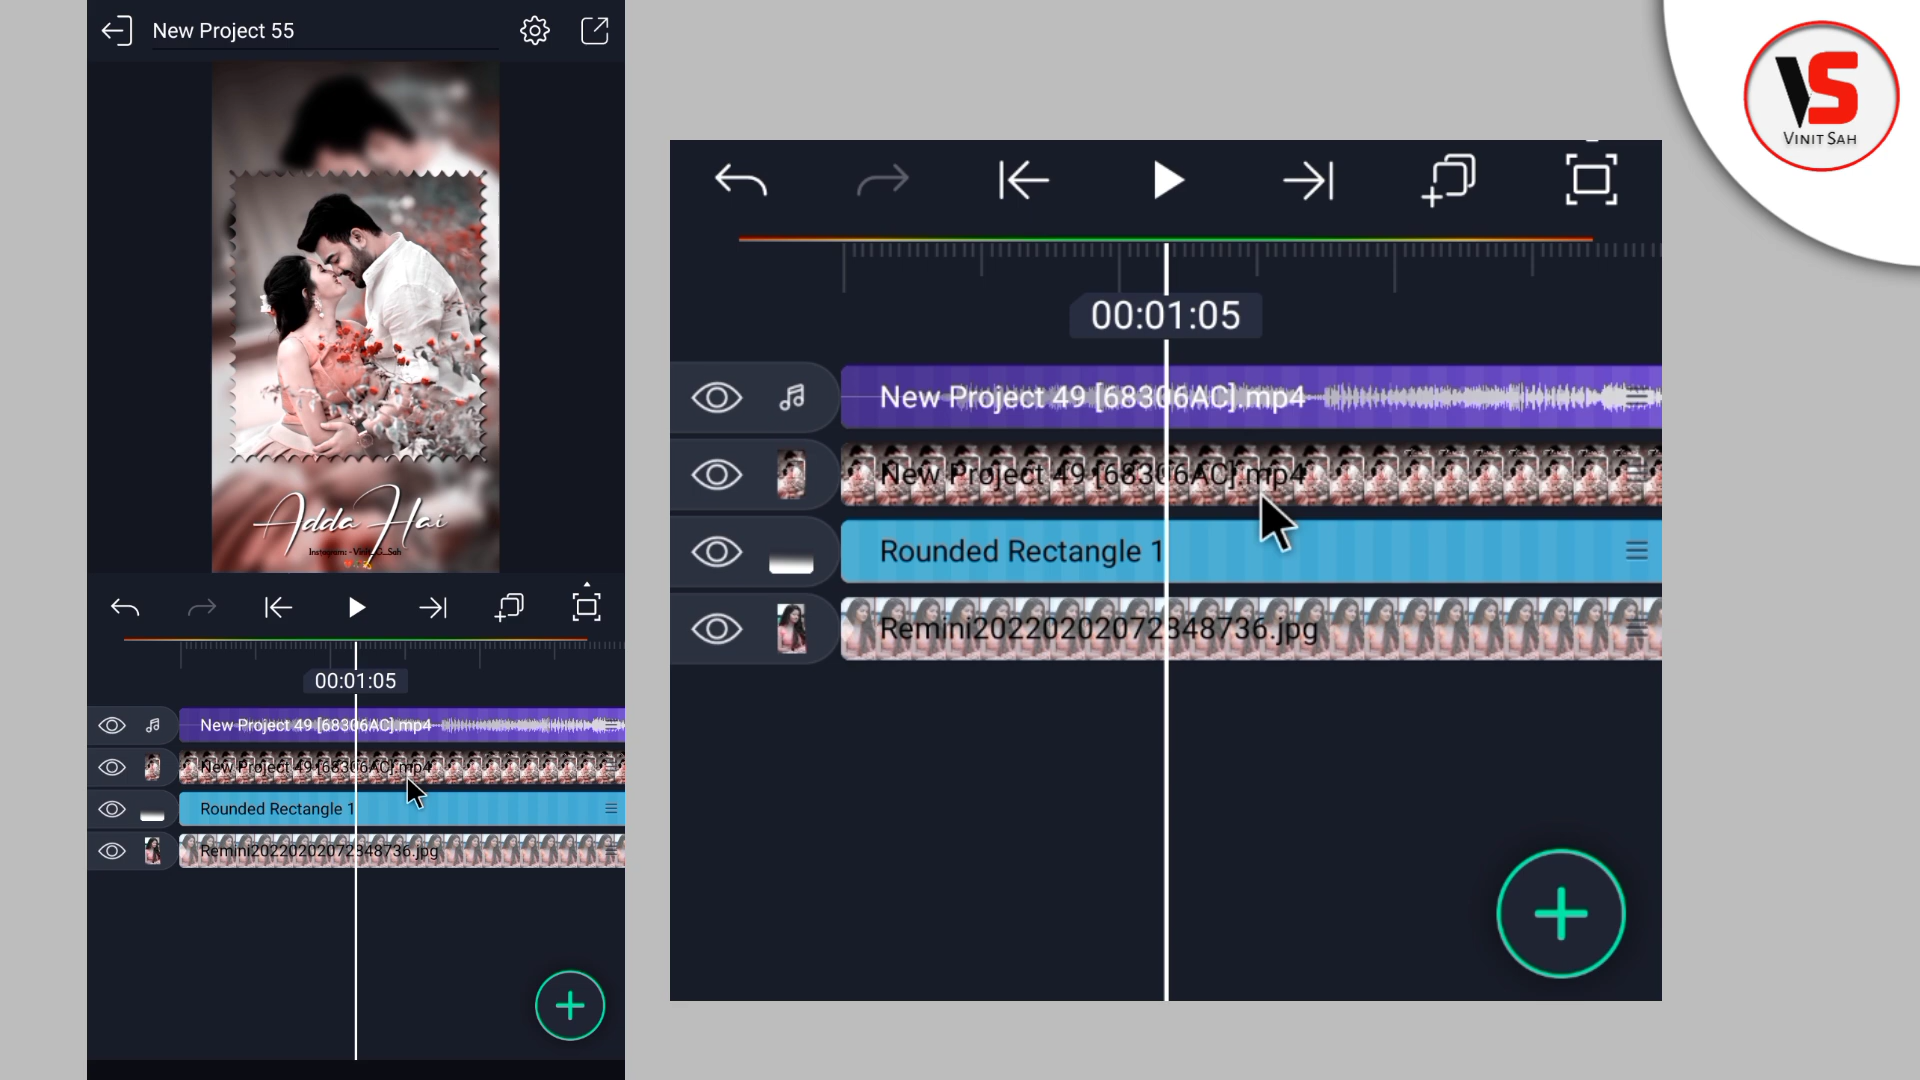 New Project 55
Adda Hai
Instagram:-Vinit_G_Sah
00:01:05
New Project 49 [68306AC].mp4
New Project 49 [68306AC].mp4
Rounded Rectangle 1
Remini20220202072348736.jpg
00:01:05
New Project 49 [68306AC].mp4
New Project 49 [68306AC].mp4
Rounded Rectangle 1
Remini20220202072348736.jpg
VS
VINIT SAH